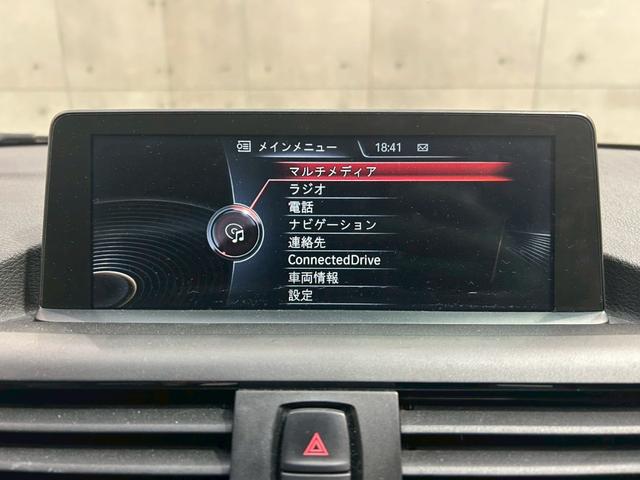 メインメニュー 18:41
マルチメディア
ラジオ
電話
ナビゲーション
連絡先
ConnectedDrive
車両情報
設定